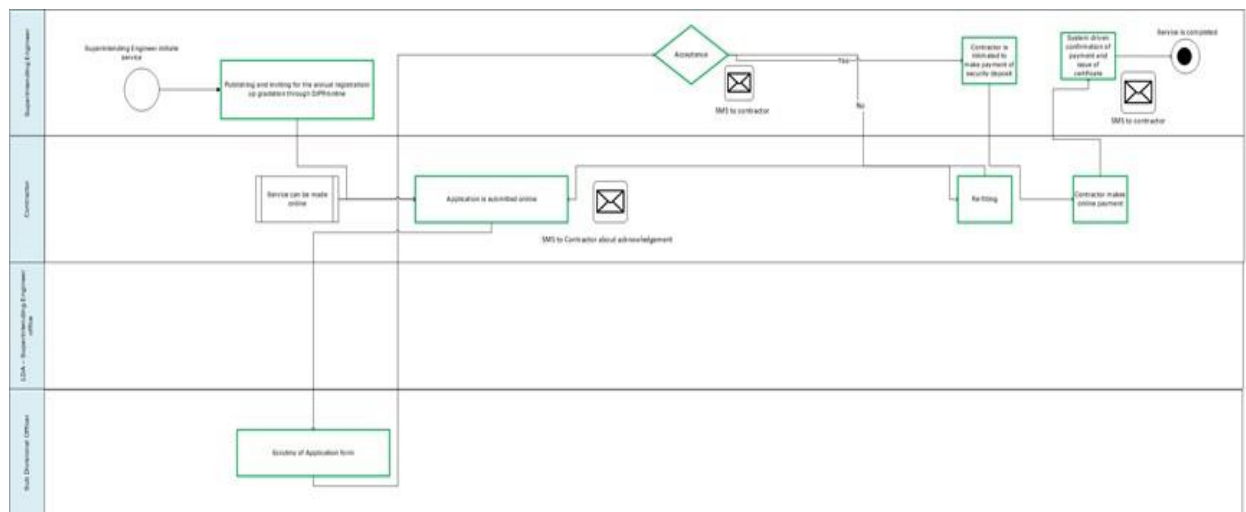 Superintending Engineer
Superintending Engineer initiate
service
Publishing and inviting for the annual registration/
up gradation through DIPR/online
Acceptance
Yes
No
SMS to contractor
Contractor is
intimated to
make payment of
security deposit
System driven
confirmation of
payment and
issue of
certificate
Service is completed
SMS to contractor
Contractor
Service can be made
online
Application is submitted online
SMS to Contractor about acknowledgement
Re-filling
Contractor makes
online payment
LDA – Superintending Engineer
office
Sub Divisional Officer
Scrutiny of Application form